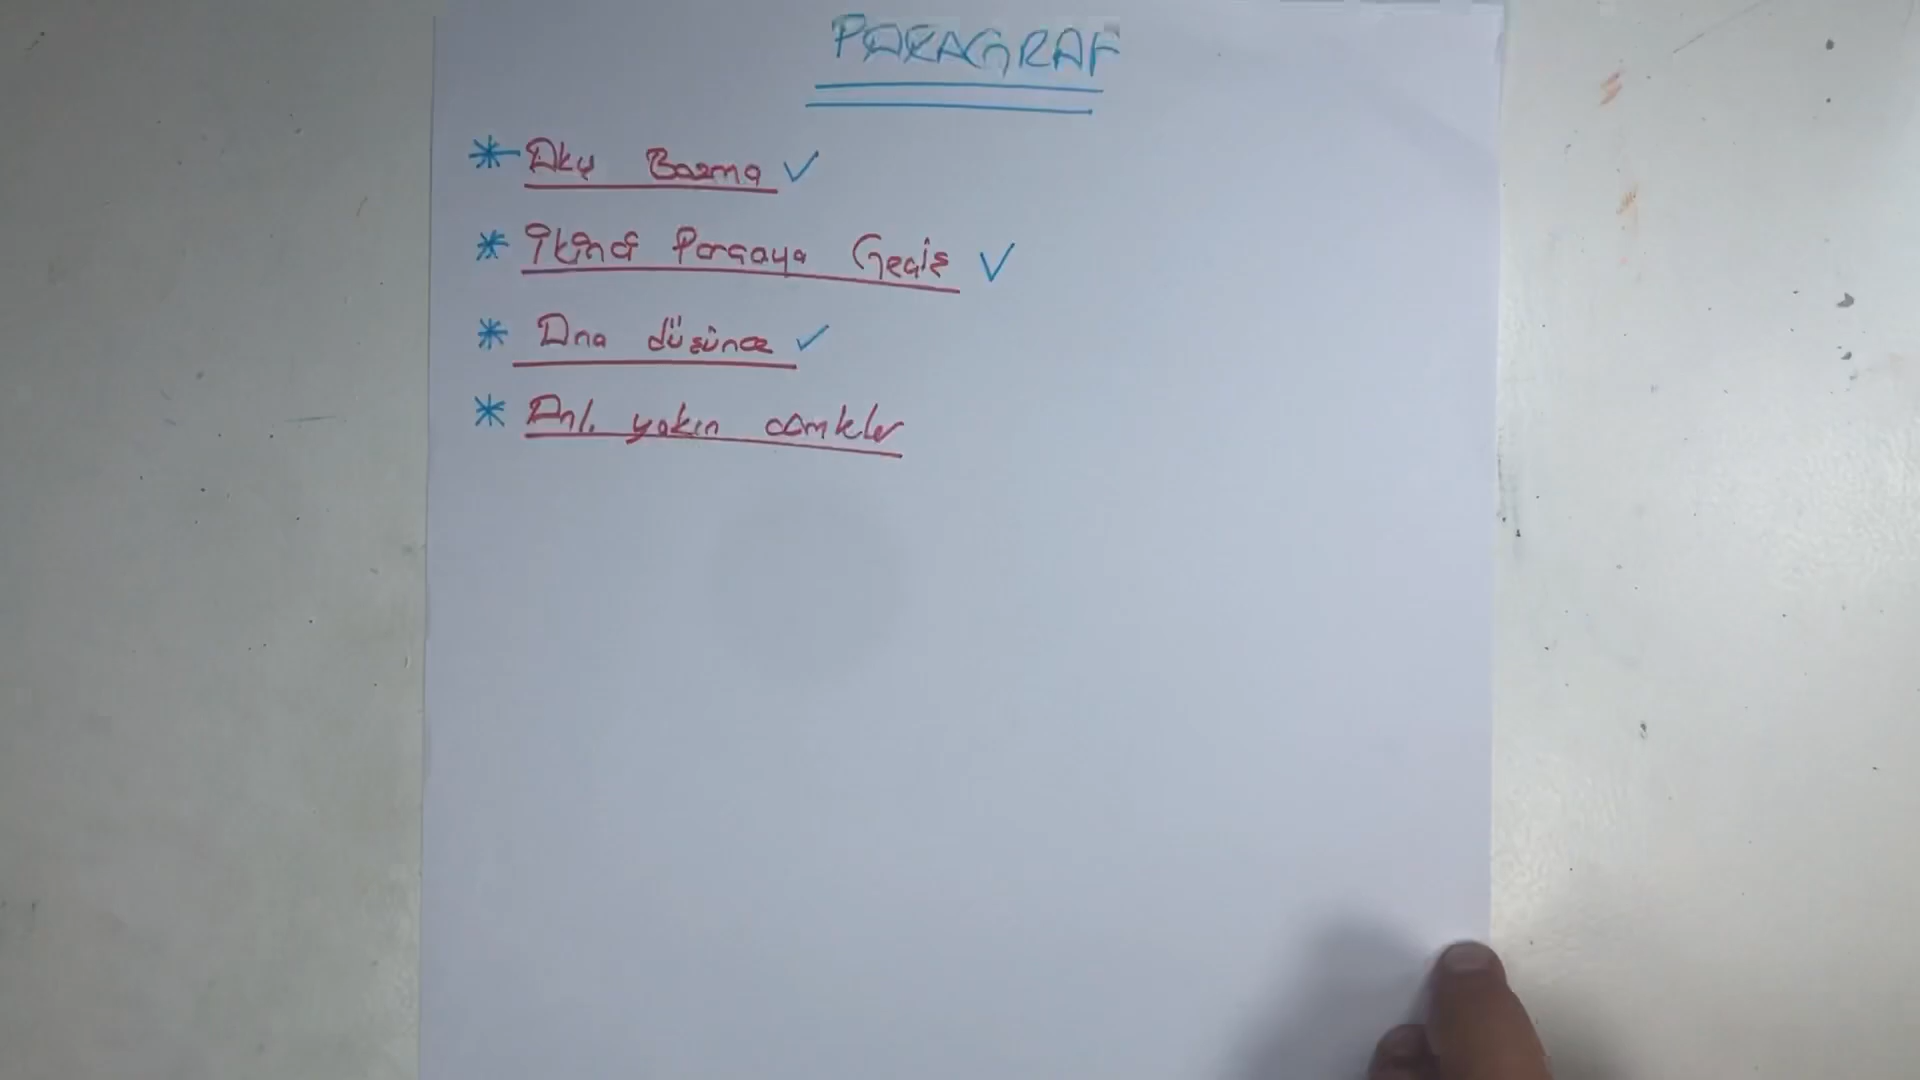 PARAGRAF
* Akış Bozma ✓
* İkinci Parçaya Geçiş ✓
* Ana düşünce ✓
* Anl. yakın cümleler